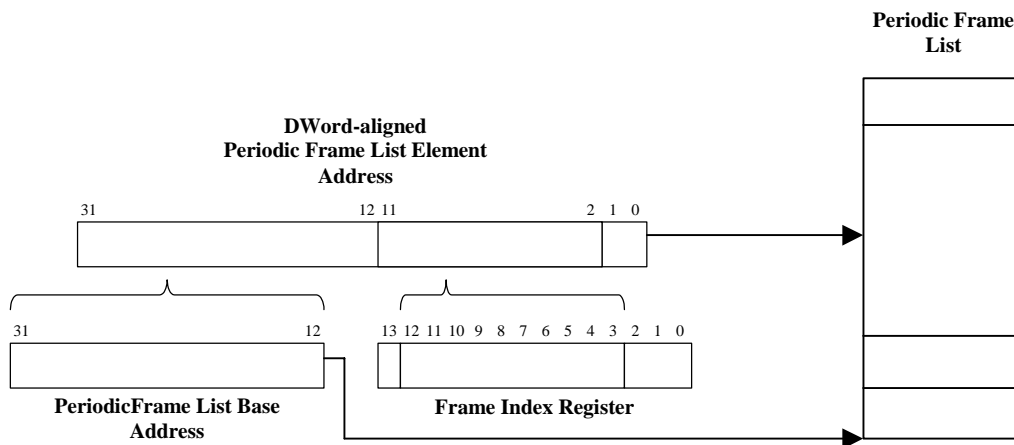 Periodic Frame
List
DWord-aligned
Periodic Frame List Element
Address
31 12 11 2 1 0
31 12
13 12 11 10 9 8 7 6 5 4 3 2 1 0
PeriodicFrame List Base
Address
Frame Index Register